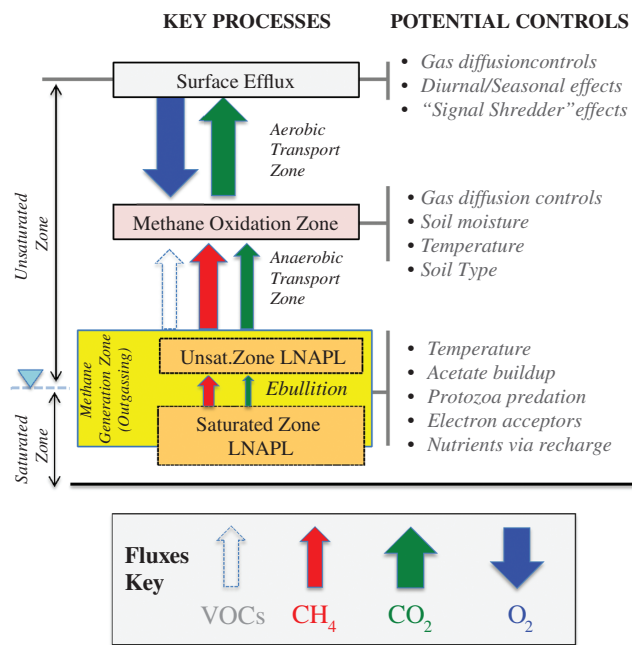 KEY PROCESSES
POTENTIAL CONTROLS
Surface Efflux
• Gas diffusioncontrols
• Diurnal/Seasonal effects
• “Signal Shredder”effects
Aerobic
Transport
Zone
Unsaturated
Zone
Methane Oxidation Zone
• Gas diffusion controls
• Soil moisture
• Temperature
• Soil Type
Anaerobic
Transport
Zone
Methane
Generation Zone
(Outgassing)
Unsat.Zone LNAPL
Ebullition
Saturated Zone
LNAPL
• Temperature
• Acetate buildup
• Protozoa predation
• Electron acceptors
• Nutrients via recharge
Saturated
Zone
Fluxes
Key
VOCs
CH4
CO2
O2